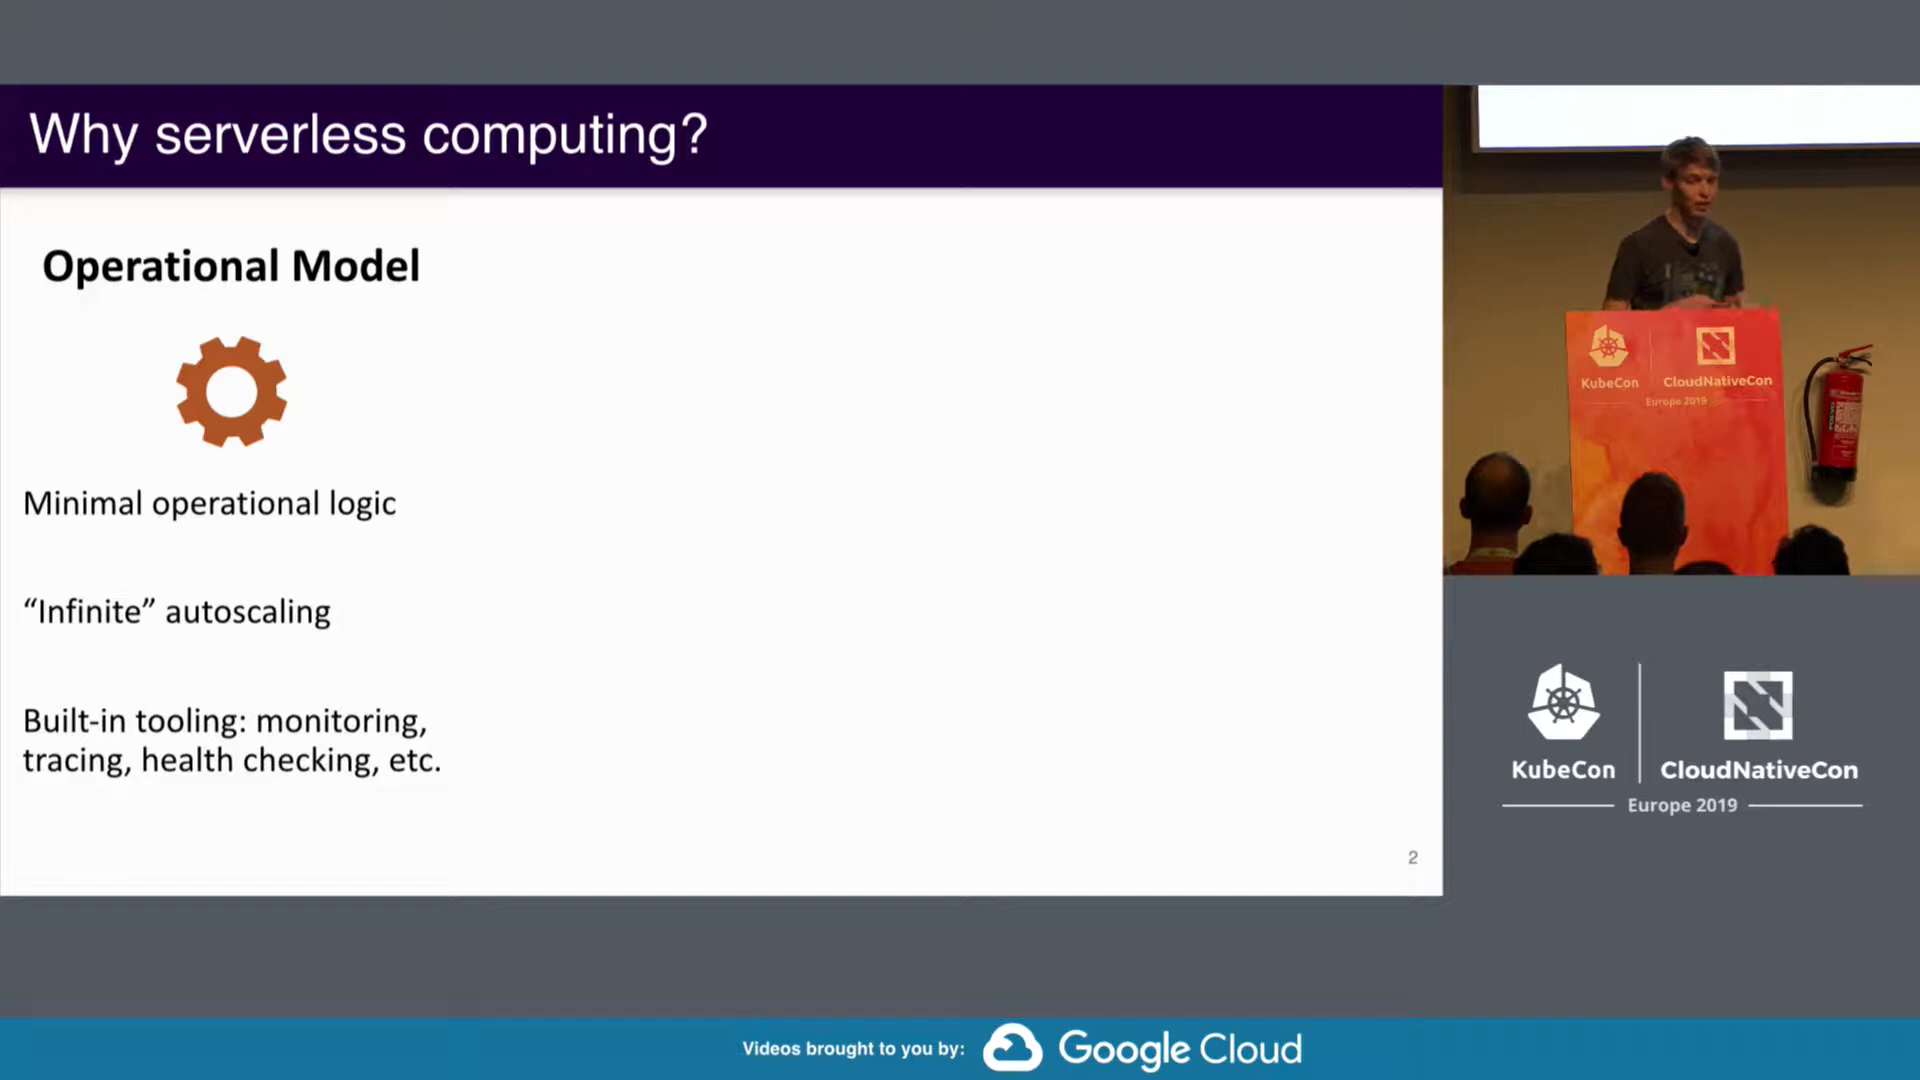 Why serverless computing?
Operational Model
Minimal operational logic
“Infinite” autoscaling
Built-in tooling: monitoring,
tracing, health checking, etc.
2
KubeCon
CloudNativeCon
Europe 2019
KubeCon
CloudNativeCon
Europe 2019
Videos brought to you by:
Google Cloud